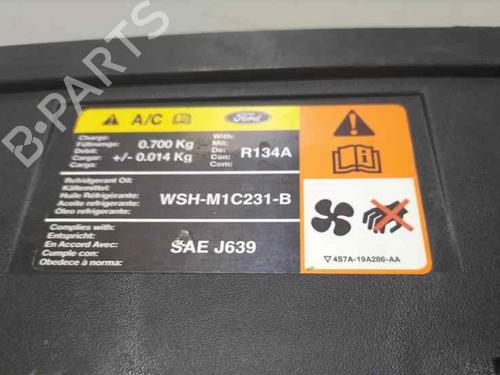 A/C
Ford
Charge:
Füllmenge:
Débit:
Cargar:
Carga:
0.700 Kg
+/- 0.014 Kg
With:
Mit:
De:
Con:
Com:
R134A
Refridgerant Oil:
Kältemittel:
Huile Réfrigérante:
Aceite refrigerante:
Óleo refrigerante:
WSH-M1C231-B
Complies with:
Entspricht:
En Accord Avec:
Cumple con:
Obedece à norma:
SAE J639
4S7A-19A286-AA
B-PARTS